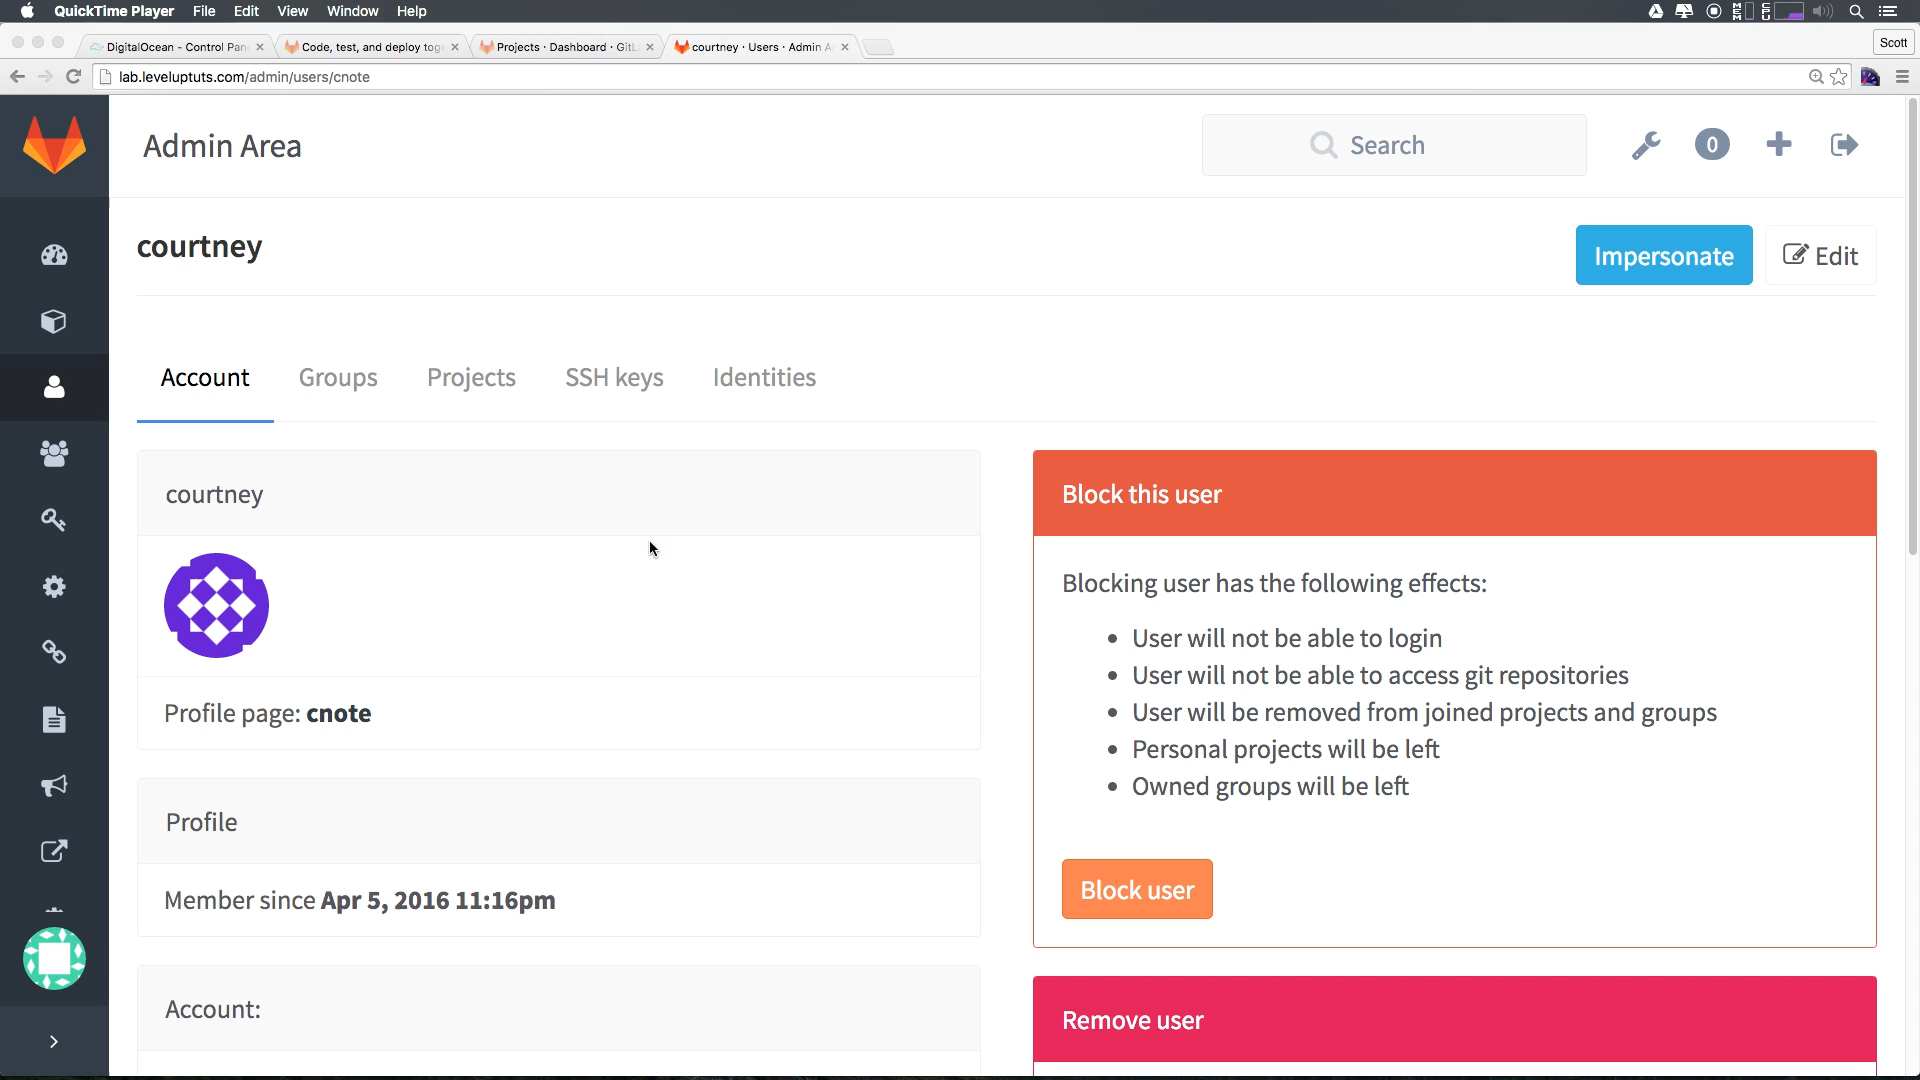 QuickTime Player File Edit View Window Help
DigitalOcean - Control Pan
Code, test, and deploy tog
Projects · Dashboard · GitL
courtney · Users · Admin A
Scott
lab.leveluptuts.com/admin/users/cnote
Admin Area
Search
0
courtney
Impersonate
Edit
Account
Groups
Projects
SSH keys
Identities
courtney
Profile page: cnote
Profile
Member since Apr 5, 2016 11:16pm
Account:
Block this user
Blocking user has the following effects:
User will not be able to login
User will not be able to access git repositories
User will be removed from joined projects and groups
Personal projects will be left
Owned groups will be left
Block user
Remove user